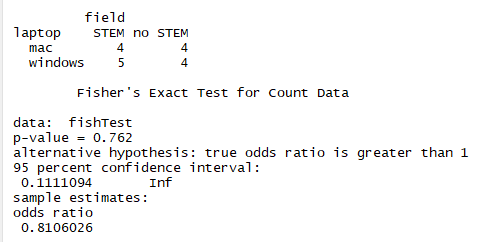 field
laptop STEM no STEM
mac 4 4
windows 5 4
Fisher's Exact Test for Count Data
data: fishTest
p-value = 0.762
alternative hypothesis: true odds ratio is greater than 1
95 percent confidence interval:
0.1111094 Inf
sample estimates:
odds ratio
0.8106026